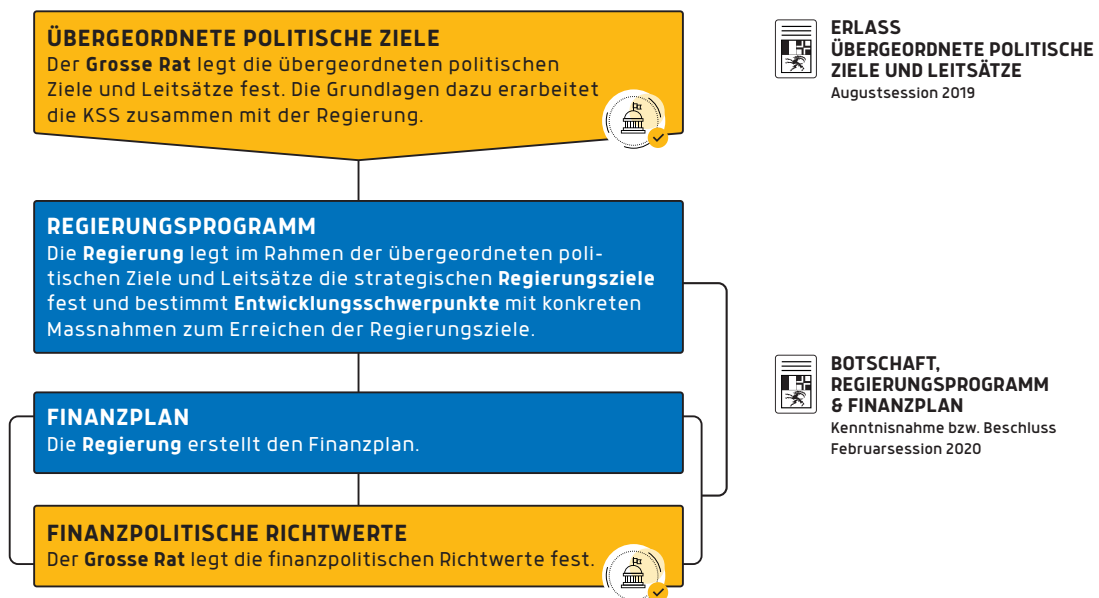 ÜBERGEORDNETE POLITISCHE ZIELE
Der Grosse Rat legt die übergeordneten politischen
Ziele und Leitsätze fest. Die Grundlagen dazu erarbeitet
die KSS zusammen mit der Regierung.
ERLASS
ÜBERGEORDNETE POLITISCHE
ZIELE UND LEITSÄTZE
Augustsession 2019
REGIERUNGSPROGRAMM
Die Regierung legt im Rahmen der übergeordneten poli-
tischen Ziele und Leitsätze die strategischen Regierungsziele
fest und bestimmt Entwicklungsschwerpunkte mit konkreten
Massnahmen zum Erreichen der Regierungsziele.
FINANZPLAN
Die Regierung erstellt den Finanzplan.
BOTSCHAFT,
REGIERUNGSPROGRAMM
& FINANZPLAN
Kenntnisnahme bzw. Beschluss
Februarsession 2020
FINANZPOLITISCHE RICHTWERTE
Der Grosse Rat legt die finanzpolitischen Richtwerte fest.